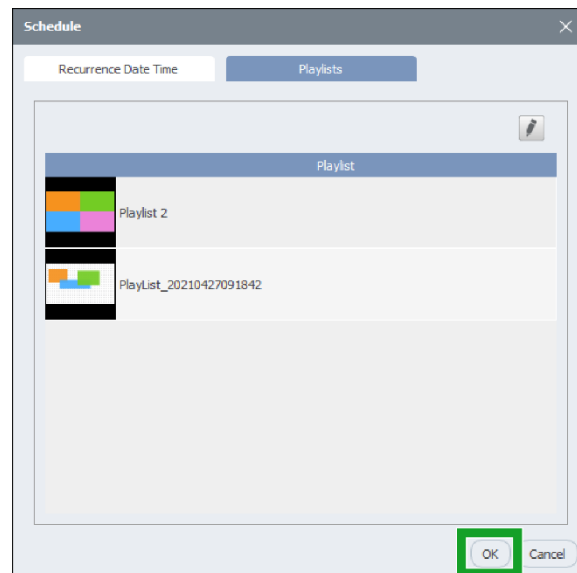 Schedule
Recurrence Date Time Playlists
Playlist
Playlist 2
PlayList_20210427091842
OK Cancel